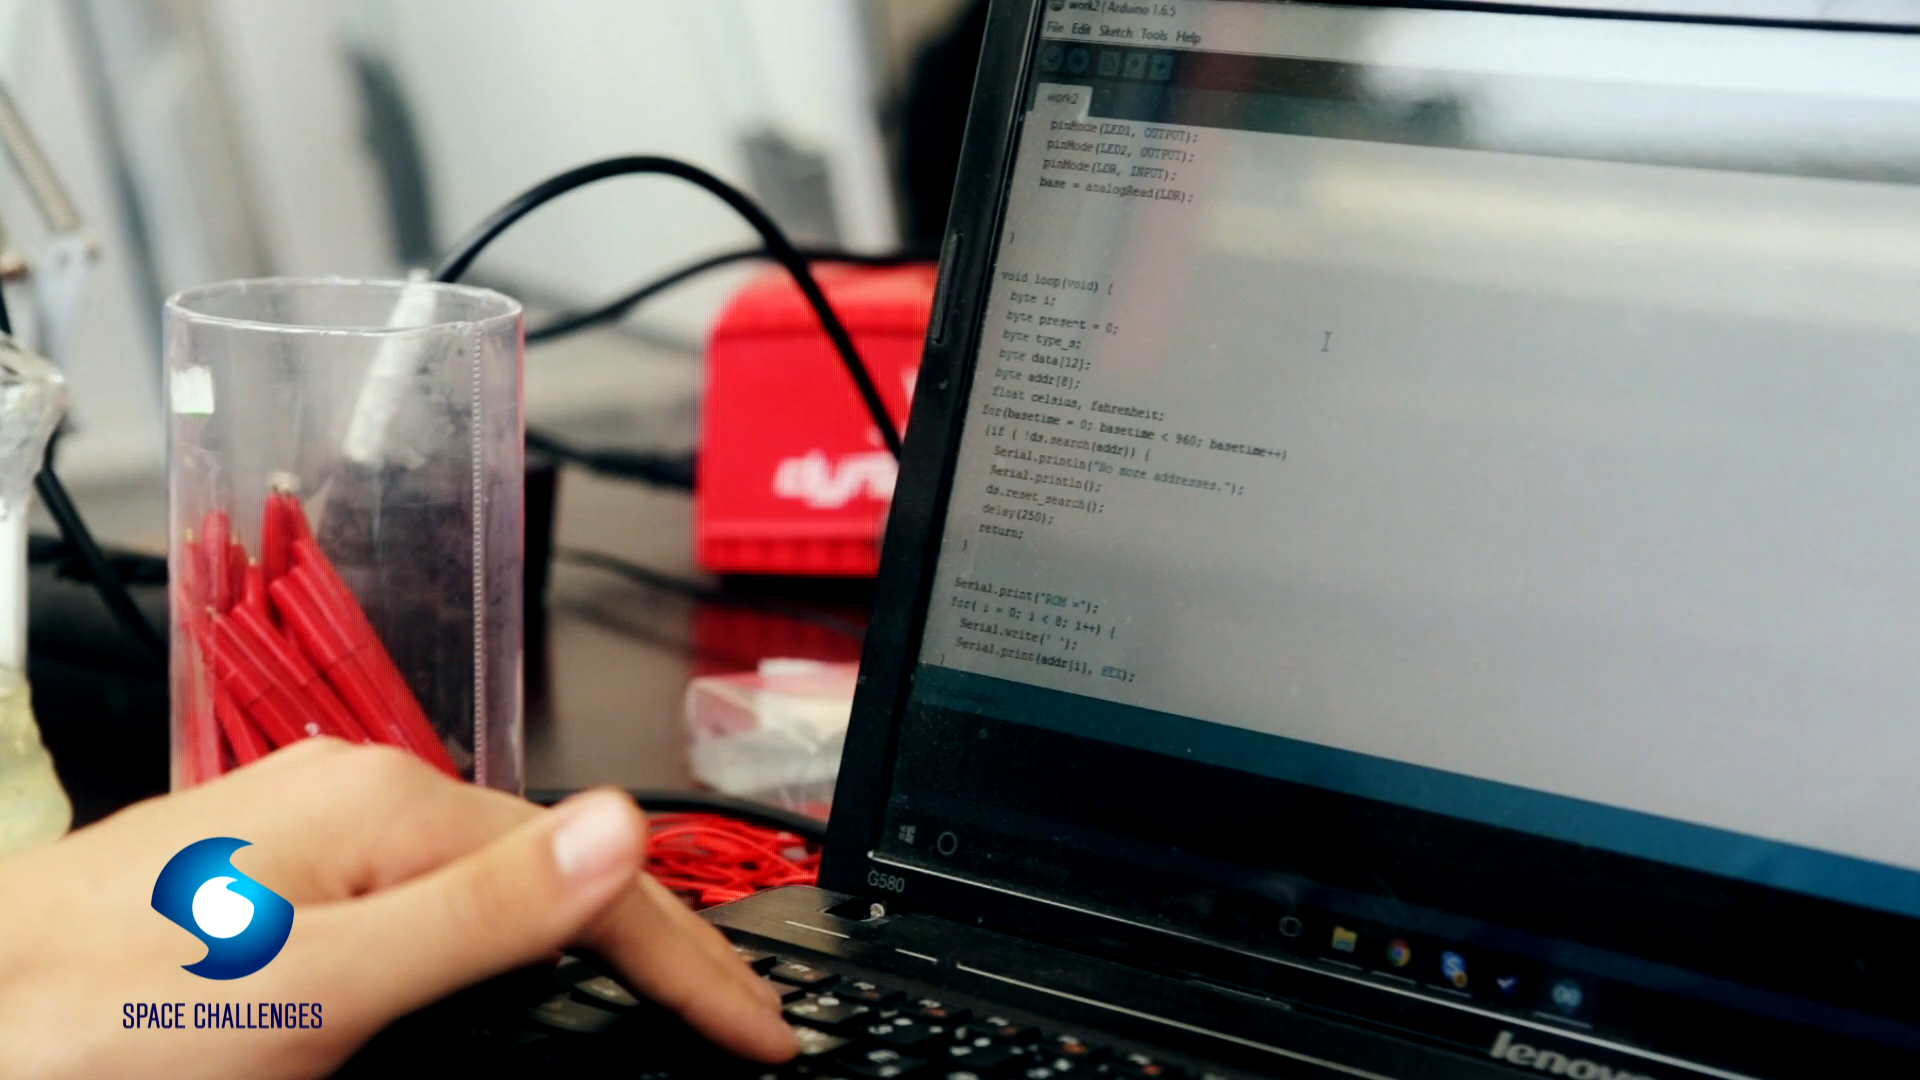 work2 | Arduino 1.6.5
File Edit Sketch Tools Help
work2
pinMode(LED1, OUTPUT);
pinMode(LED2, OUTPUT);
pinMode(LDR, INPUT);
base = analogRead(LDR);
}
void loop(void) {
byte i;
byte present = 0;
byte type_s;
byte data[12];
byte addr[8];
float celsius, fahrenheit;
for(basetime = 0; basetime < 960; basetime++)
{if ( !ds.search(addr)) {
Serial.println("No more addresses.");
Serial.println();
ds.reset_search();
delay(250);
return;
}
Serial.print("ROM =");
for( i = 0; i < 8; i++) {
Serial.write(' ');
Serial.print(addr[i], HEX);
}
G580
lenovo
SPACE CHALLENGES